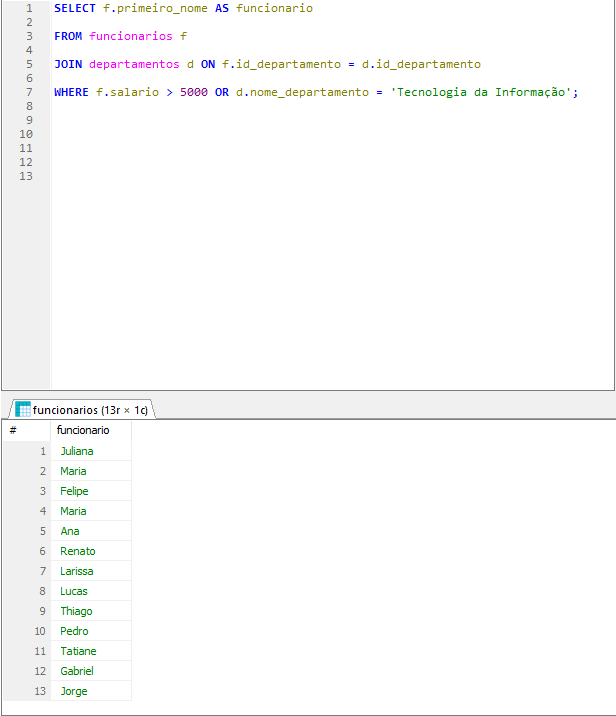 1 SELECT f.primeiro_nome AS funcionario
2
3 FROM funcionarios f
4
5 JOIN departamentos d ON f.id_departamento = d.id_departamento
6
7 WHERE f.salario > 5000 OR d.nome_departamento = 'Tecnologia da Informação';
8
9
10
11
12
13
funcionarios (13r × 1c)
# funcionario
1 Juliana
2 Maria
3 Felipe
4 Maria
5 Ana
6 Renato
7 Larissa
8 Lucas
9 Thiago
10 Pedro
11 Tatiane
12 Gabriel
13 Jorge